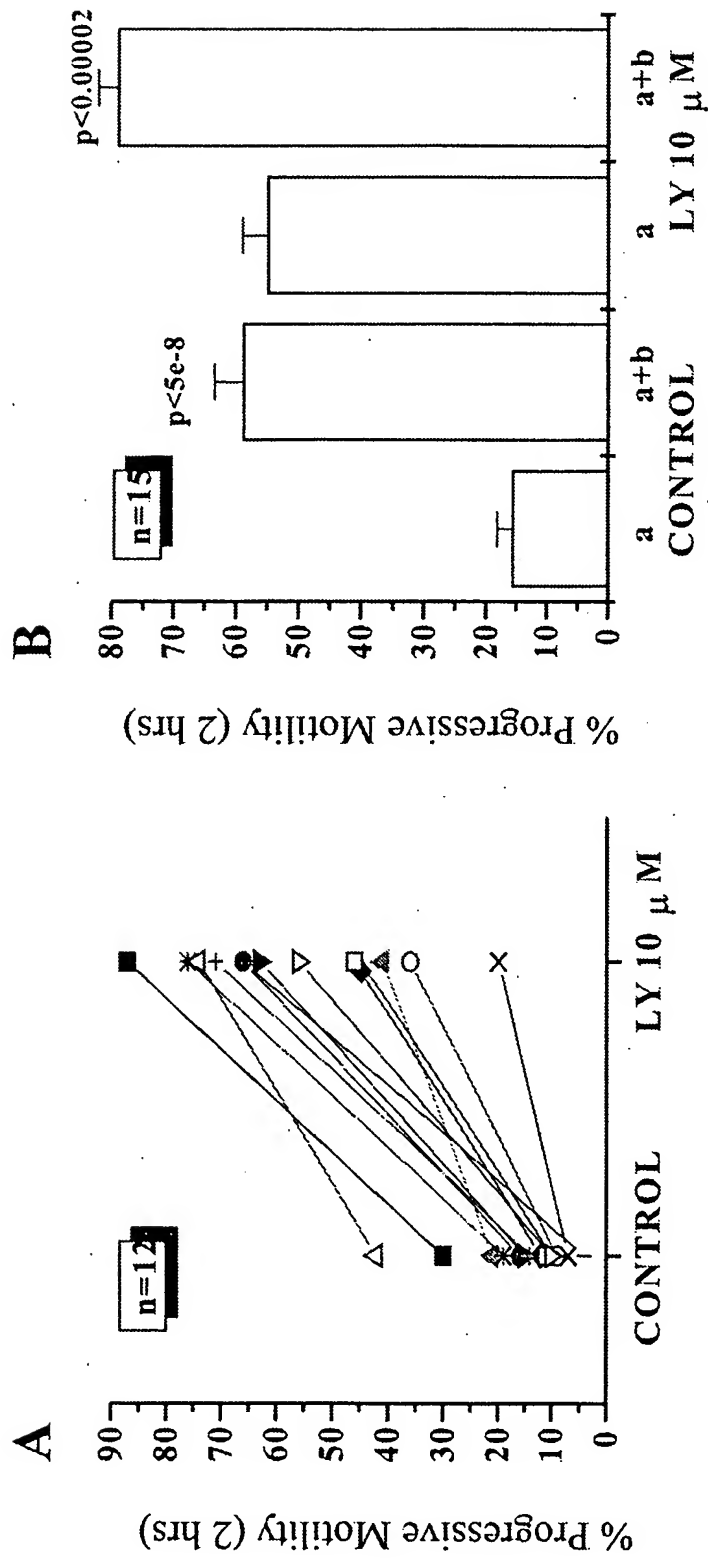 A
n=12
% Progressive Motility (2 hrs)
90
80
70
60
50
40
30
20
10
0
CONTROL
LY 10 μM
B
n=15
p<5e-8
p<0.00002
% Progressive Motility (2 hrs)
80
70
60
50
40
30
20
10
0
a a+b a a+b
CONTROL LY 10 μM